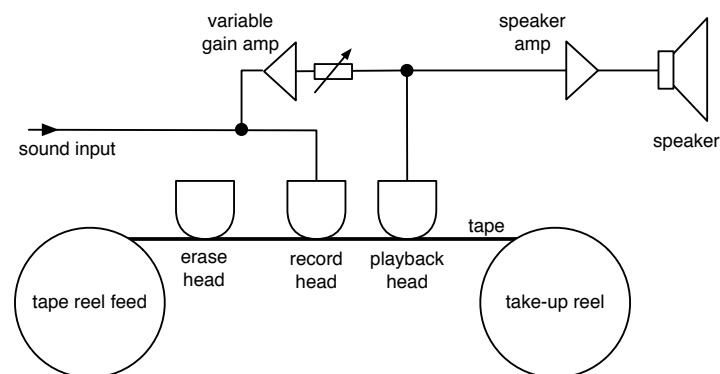 variable
gain amp
speaker
amp
sound input
speaker
tape
erase
head
record
head
playback
head
tape reel feed
take-up reel